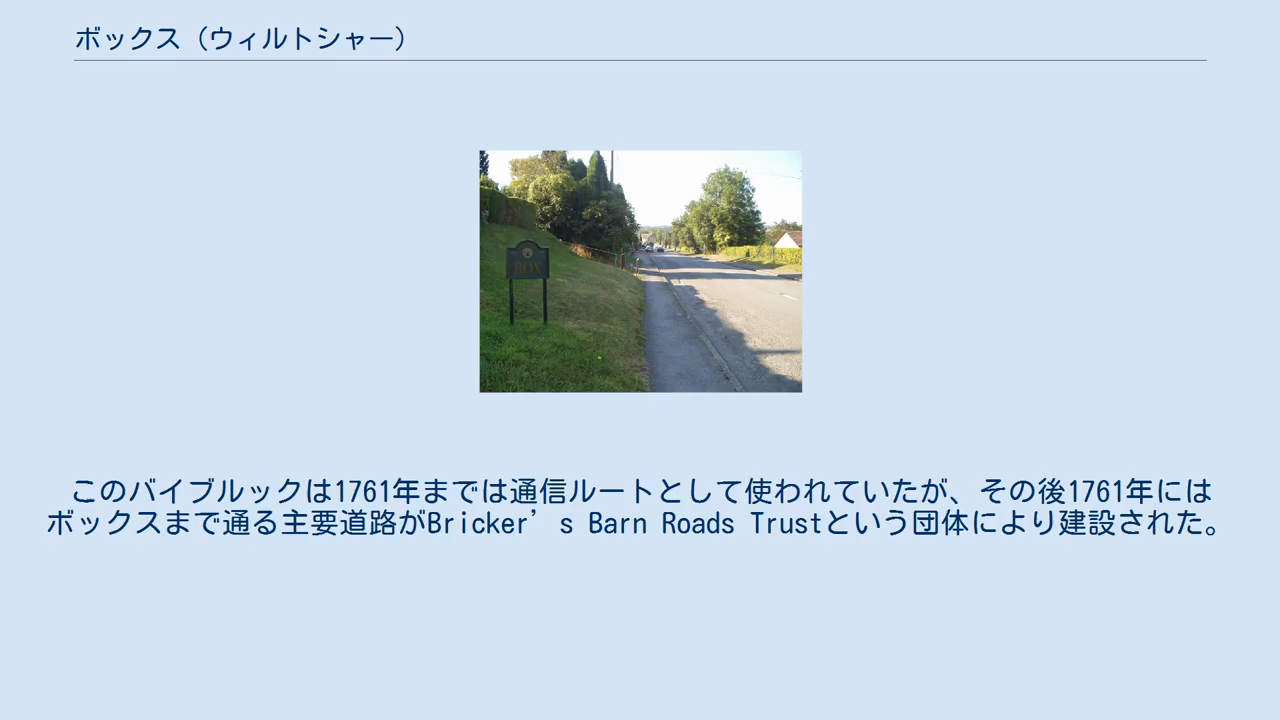 ボックス（ウィルトシャー）
BOX
このバイブルックは1761年までは通信ルートとして使われていたが、その後1761年には
ボックスまで通る主要道路がBricker’s Barn Roads Trustという団体により建設された。